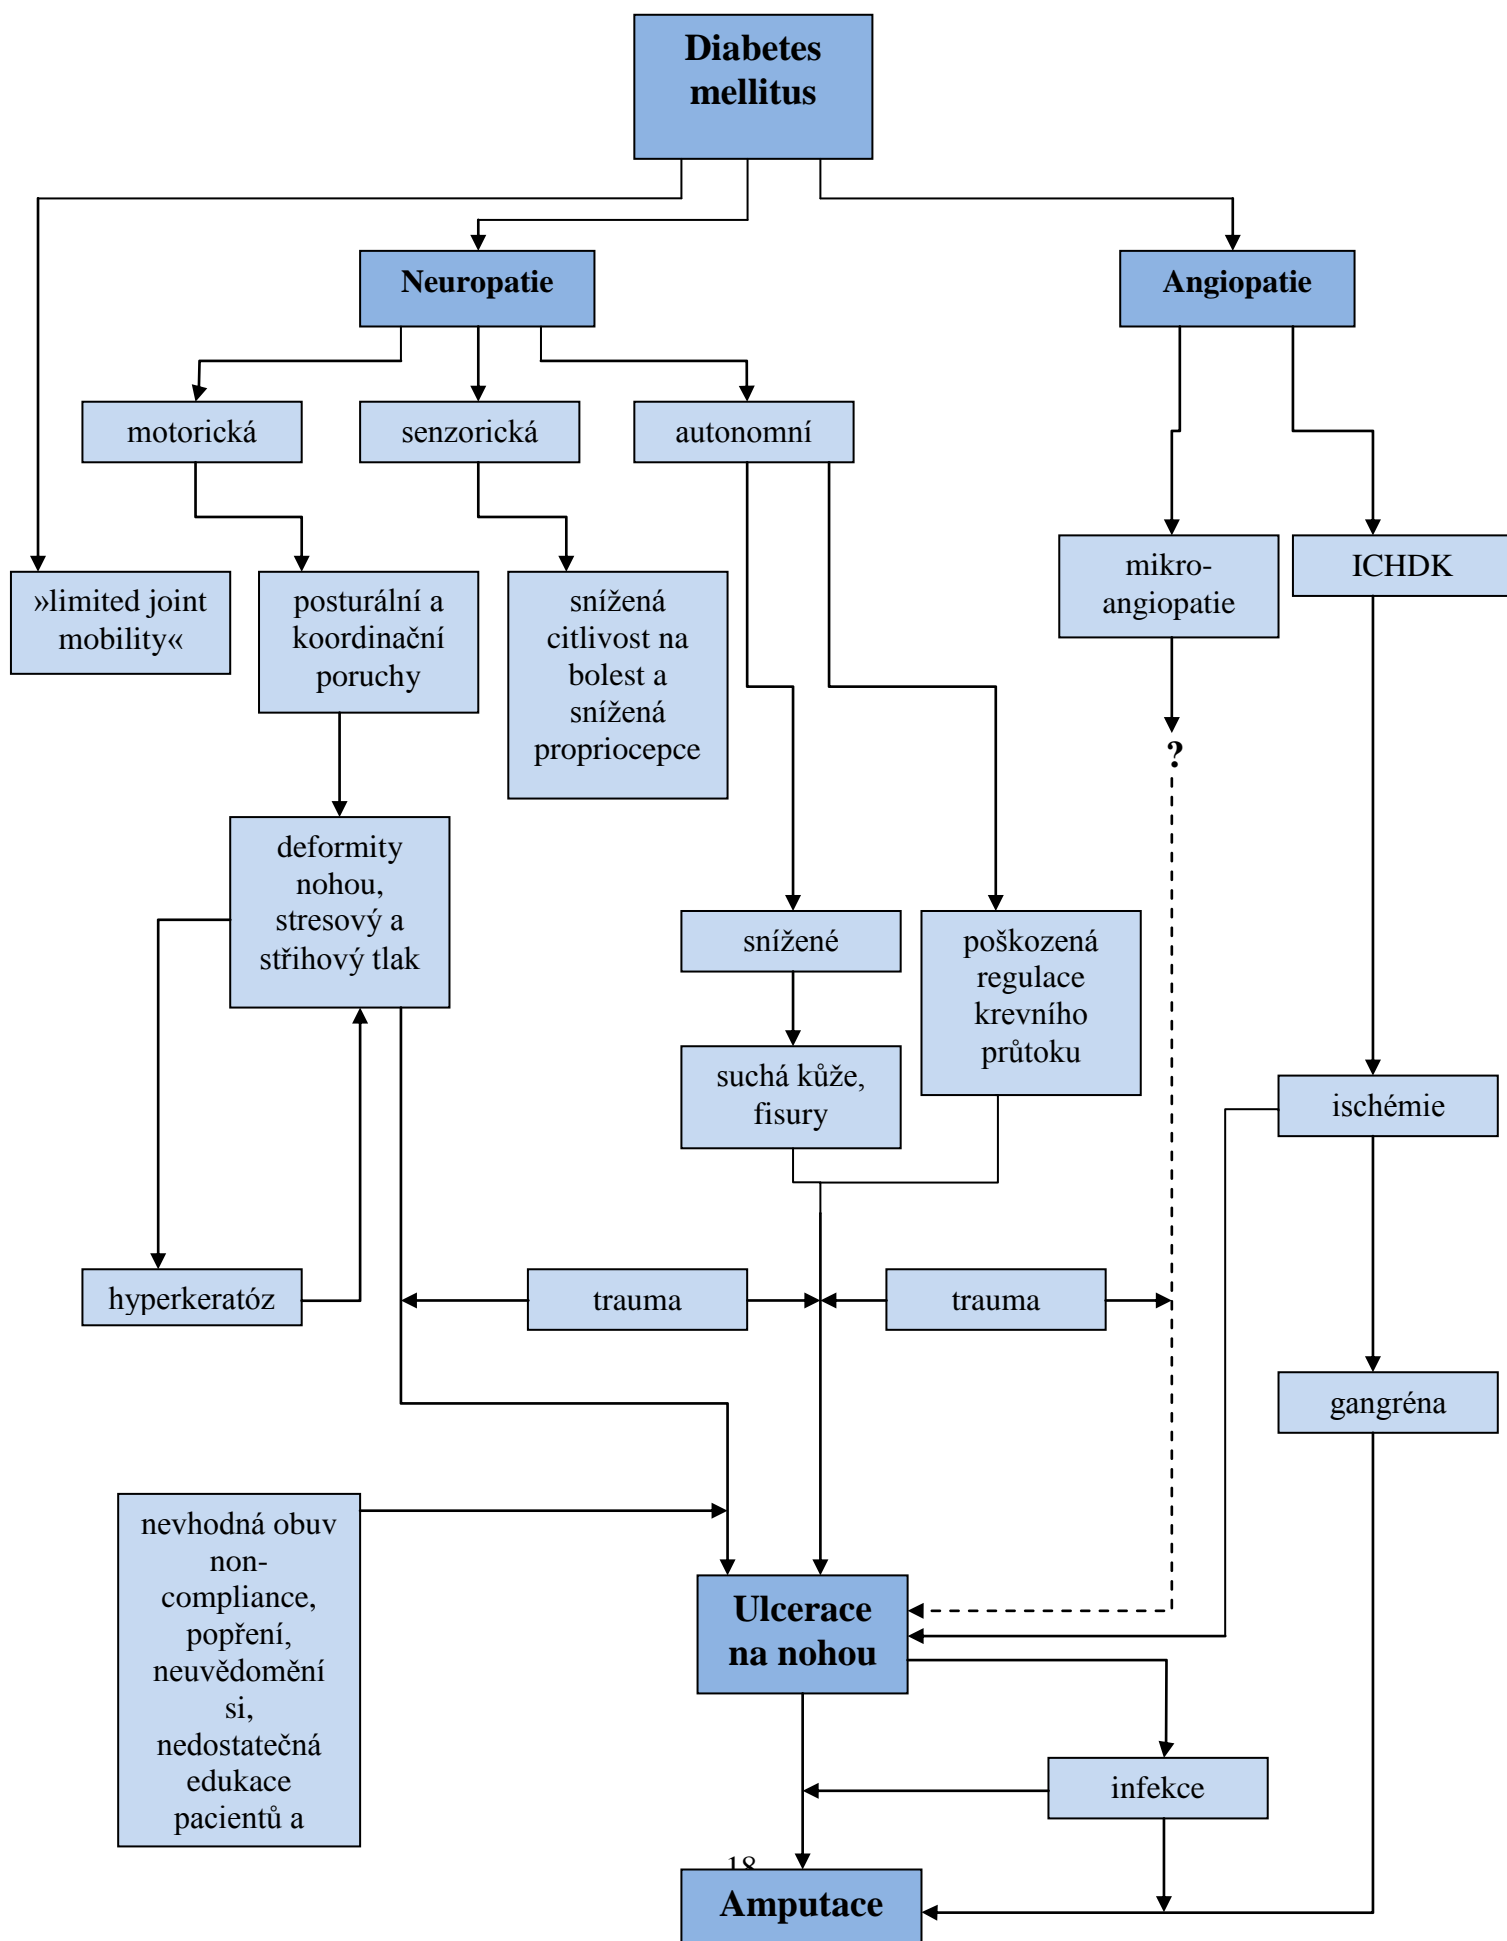 Diabetes
mellitus
Neuropatie
Angiopatie
motorická
senzorická
autonomní
mikro-
angiopatie
ICHDK
»limited joint
mobility«
posturální a
koordinační
poruchy
snížená
citlivost na
bolest a
snížená
propriocepce
?
deformity
nohou,
stresový a
střihový tlak
snížené
poškozená
regulace
krevního
průtoku
suchá kůže,
fisury
ischémie
hyperkeratóz
trauma
trauma
gangréna
nevhodná obuv
non-
compliance,
popření,
neuvědomění
si,
nedostatečná
edukace
pacientů a
Ulcerace
na nohou
infekce
18
Amputace